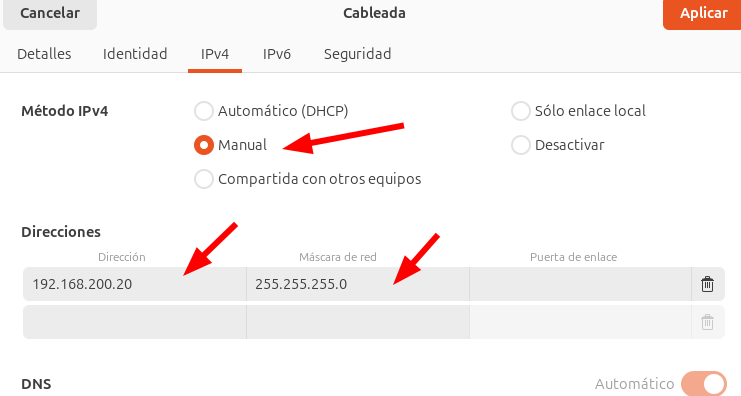 Cancelar Cableada Aplicar
Detalles Identidad IPv4 IPv6 Seguridad
Método IPv4 Automático (DHCP) Sólo enlace local
Manual Desactivar
Compartida con otros equipos
Direcciones
Dirección Máscara de red Puerta de enlace
192.168.200.20 255.255.255.0
DNS Automático